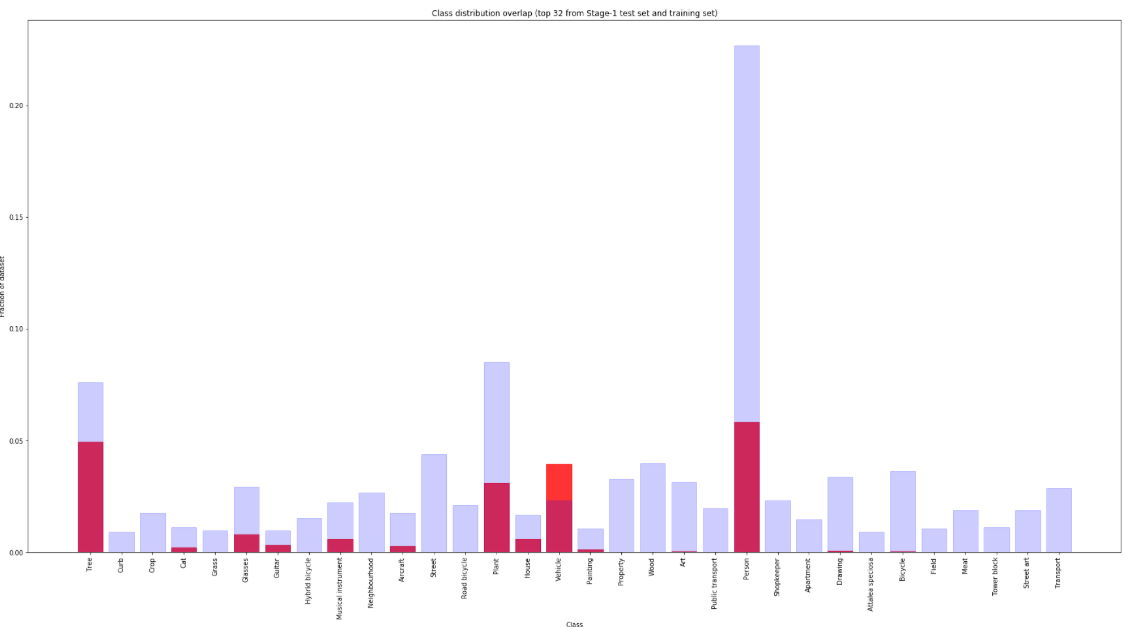 Class distribution overlap (top 32 from Stage-1 test set and training set)
Fraction of dataset
0.20
0.15
0.10
0.05
0.00
Tree
Curb
Crop
Cat
Grass
Glasses
Guitar
Hybrid bicycle
Musical instrument
Neighbourhood
Aircraft
Street
Road bicycle
Plant
House
Vehicle
Painting
Property
Wood
Art
Public transport
Person
Shopkeeper
Apartment
Drawing
Attalea speciosa
Bicycle
Field
Meat
Tower block
Street art
Transport
Class